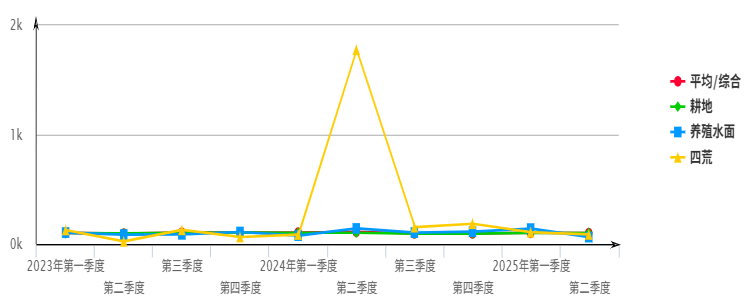 2k
1k
0k
2023年第一季度
第二季度
第三季度
第四季度
2024年第一季度
第二季度
第三季度
第四季度
2025年第一季度
第二季度
平均/综合
耕地
养殖水面
四荒